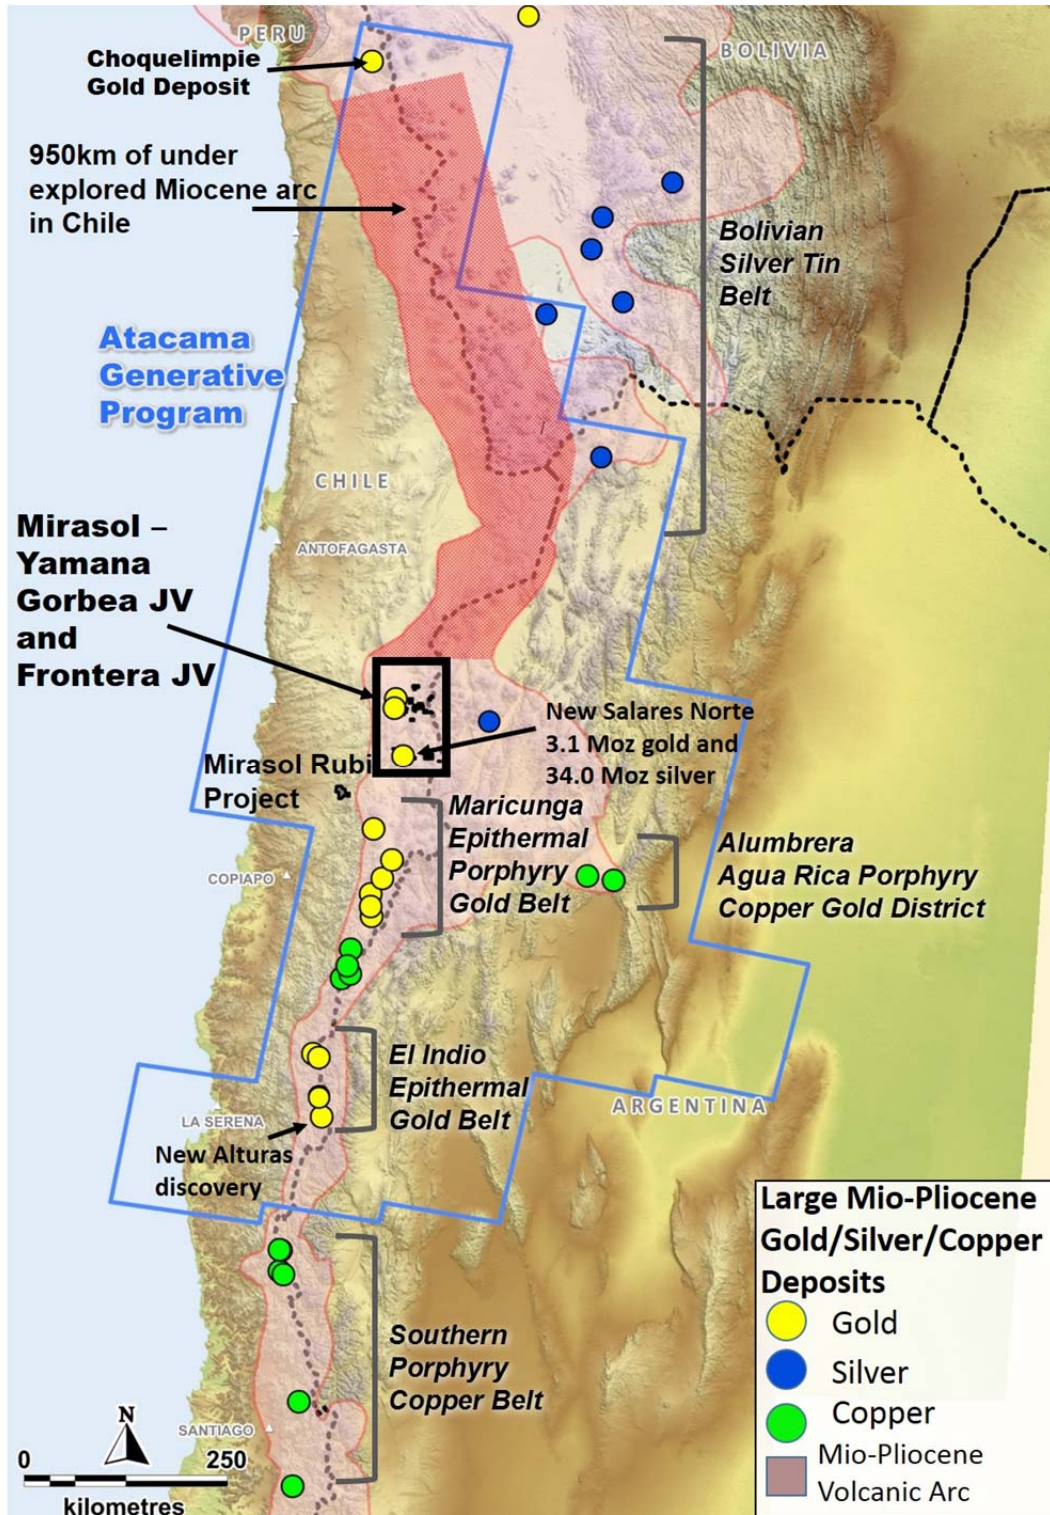 PERU
BOLIVIA
Choquelimpie
Gold Deposit
950km of under
explored Miocene arc
in Chile
Bolivian
Silver Tin
Belt
Atacama
Generative
Program
CHILE
ANTOFAGASTA
Mirasol –
Yamana
Gorbea JV
and
Frontera JV
New Salares Norte
3.1 Moz gold and
34.0 Moz silver
Mirasol Rubi
Project
Maricunga
Epithermal
Porphyry
Gold Belt
Alumbrera
Agua Rica Porphyry
Copper Gold District
COPIAPO
El Indio
Epithermal
Gold Belt
ARGENTINA
LA SERENA
New Alturas
discovery
Southern
Porphyry
Copper Belt
SANTIAGO
N
0 250
kilometres
Large Mio-Pliocene
Gold/Silver/Copper
Deposits
Gold
Silver
Copper
Mio-Pliocene
Volcanic Arc